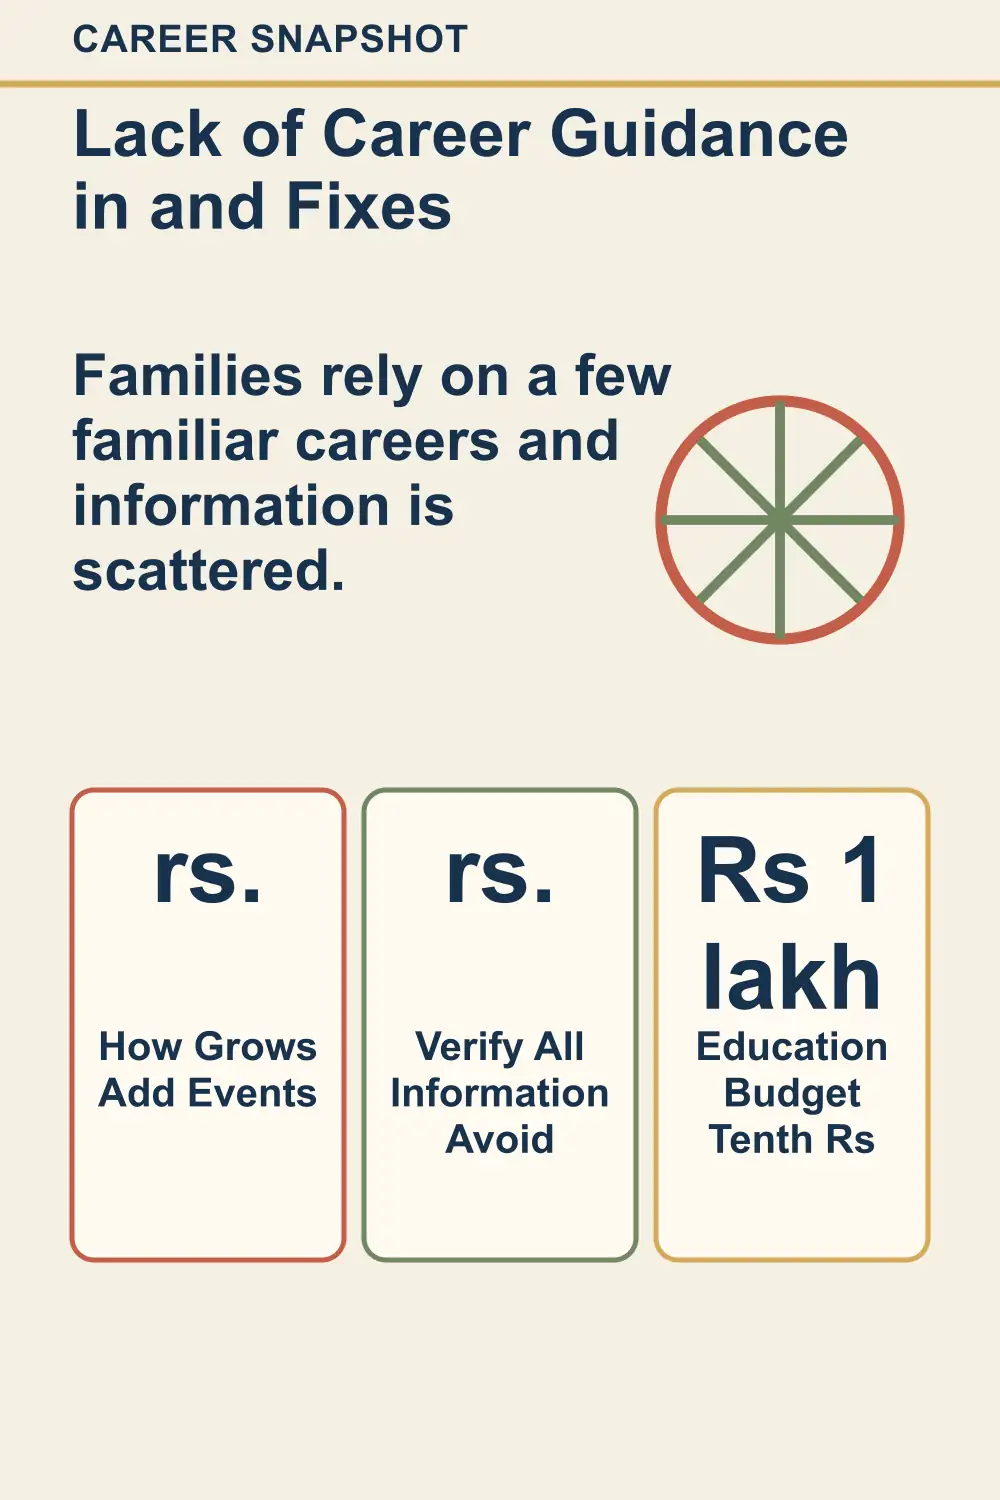 CAREER SNAPSHOT
Lack of Career Guidance
in and Fixes
Families rely on a few
familiar careers and
information is
scattered.
rs.
How Grows
Add Events
rs.
Verify All
Information
Avoid
Rs 1
lakh
Education
Budget
Tenth Rs